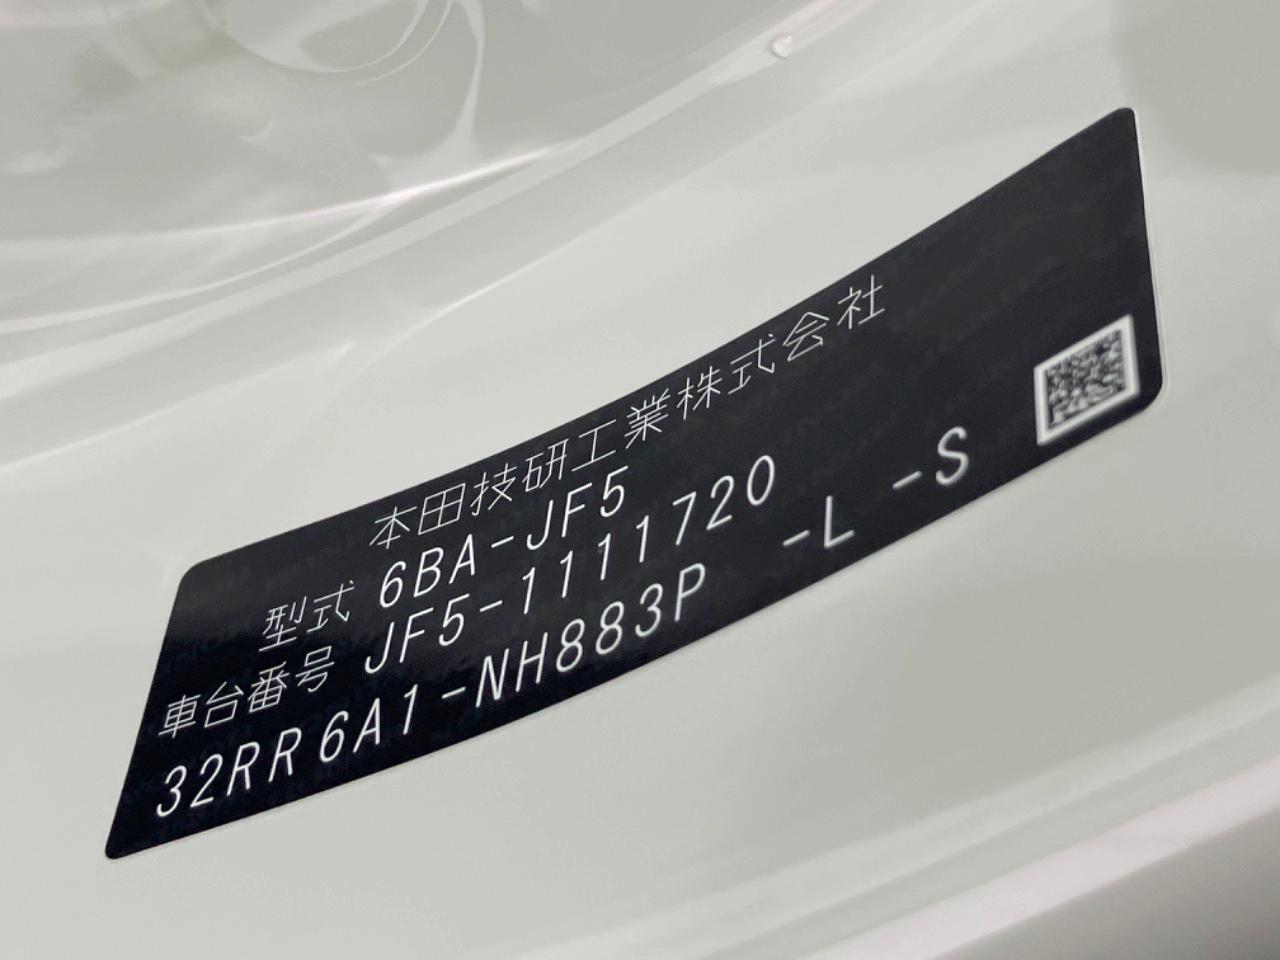 本田技研工業株式会社
型式 6BA-JF5
車台番号 JF5-1111720
32RR6A1-NH883P -L -S